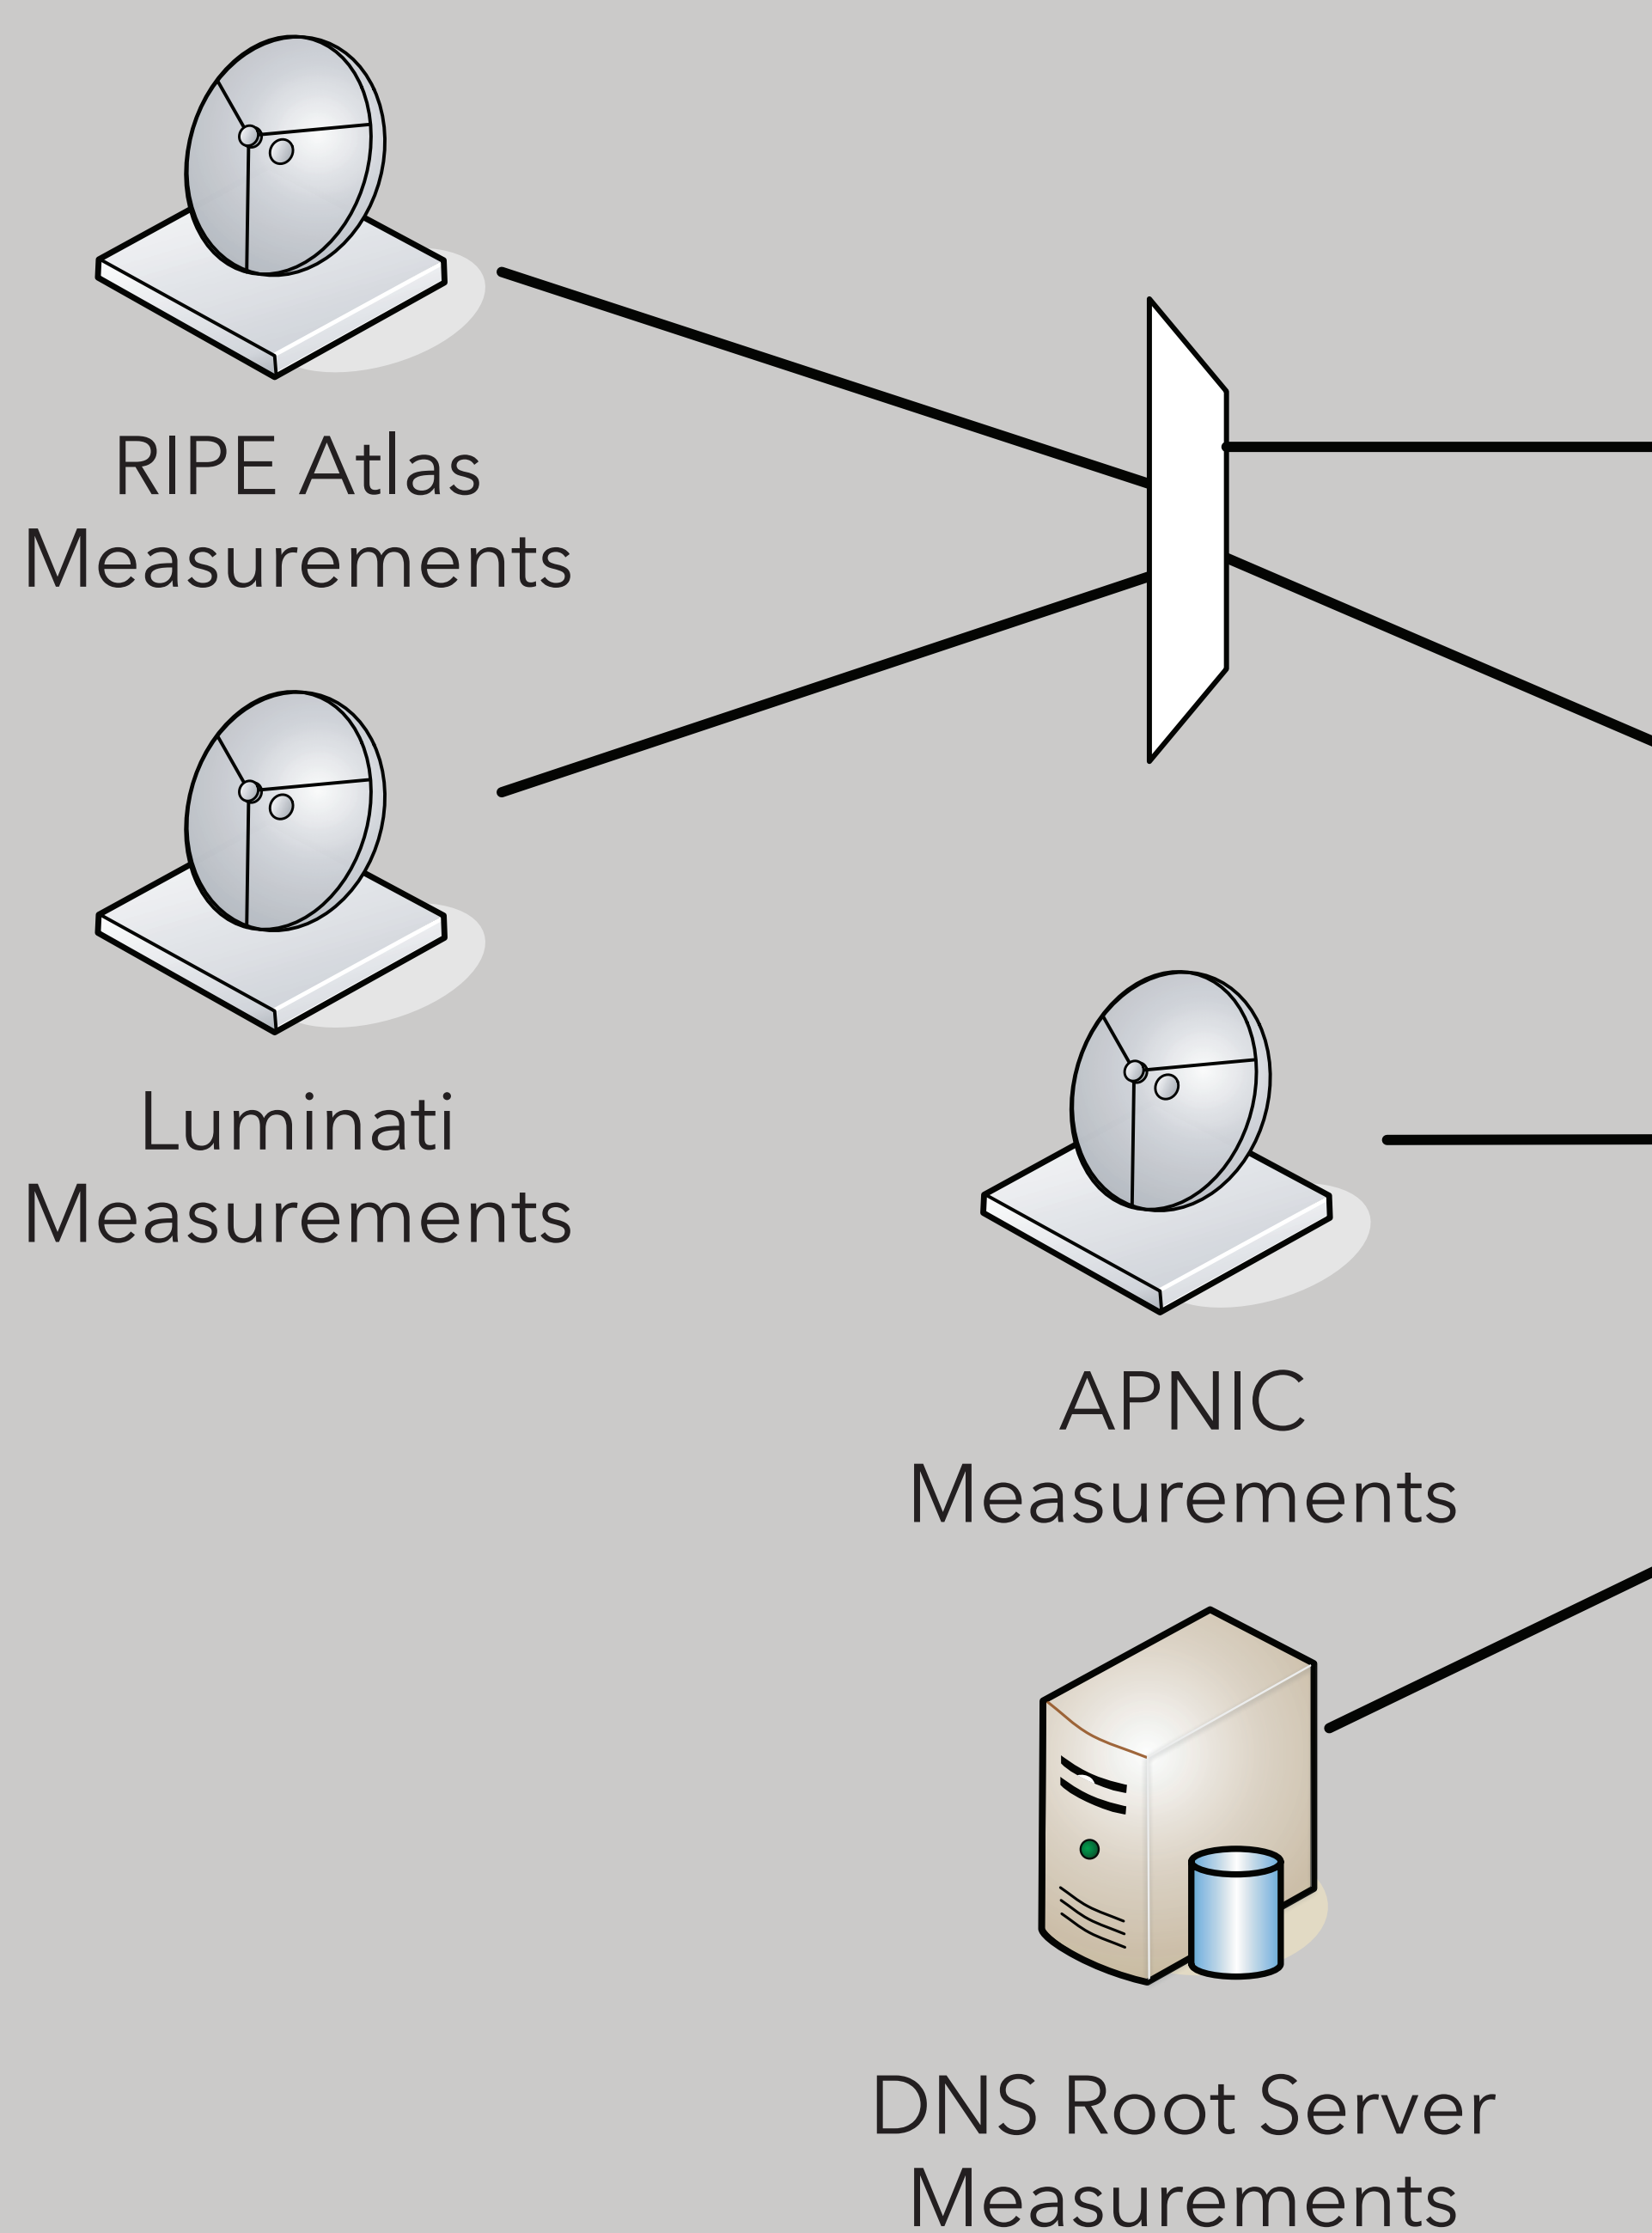 RIPE Atlas
Measurements
Luminati
Measurements
APNIC
Measurements
DNS Root Server
Measurements